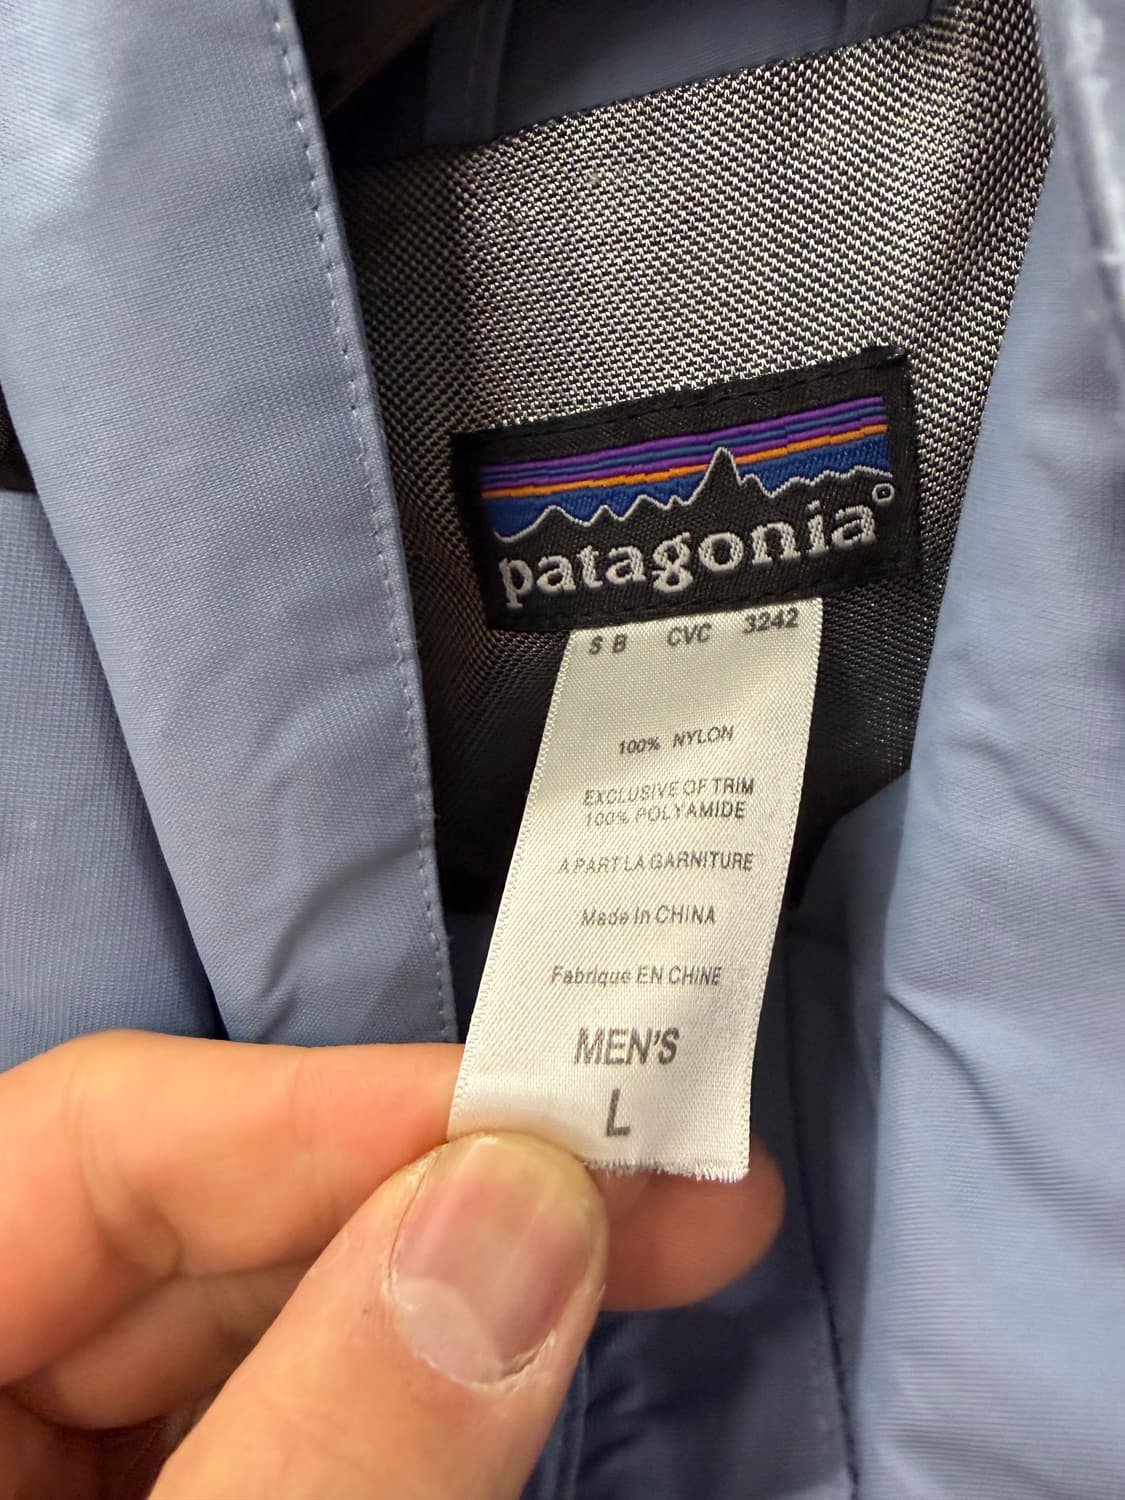 patagonia®
S B CVC 3242
100% NYLON
EXCLUSIVE OF TRIM
100% POLYAMIDE
A PART LA GARNITURE
Made In CHINA
Fabrique EN CHINE
MEN'S
L